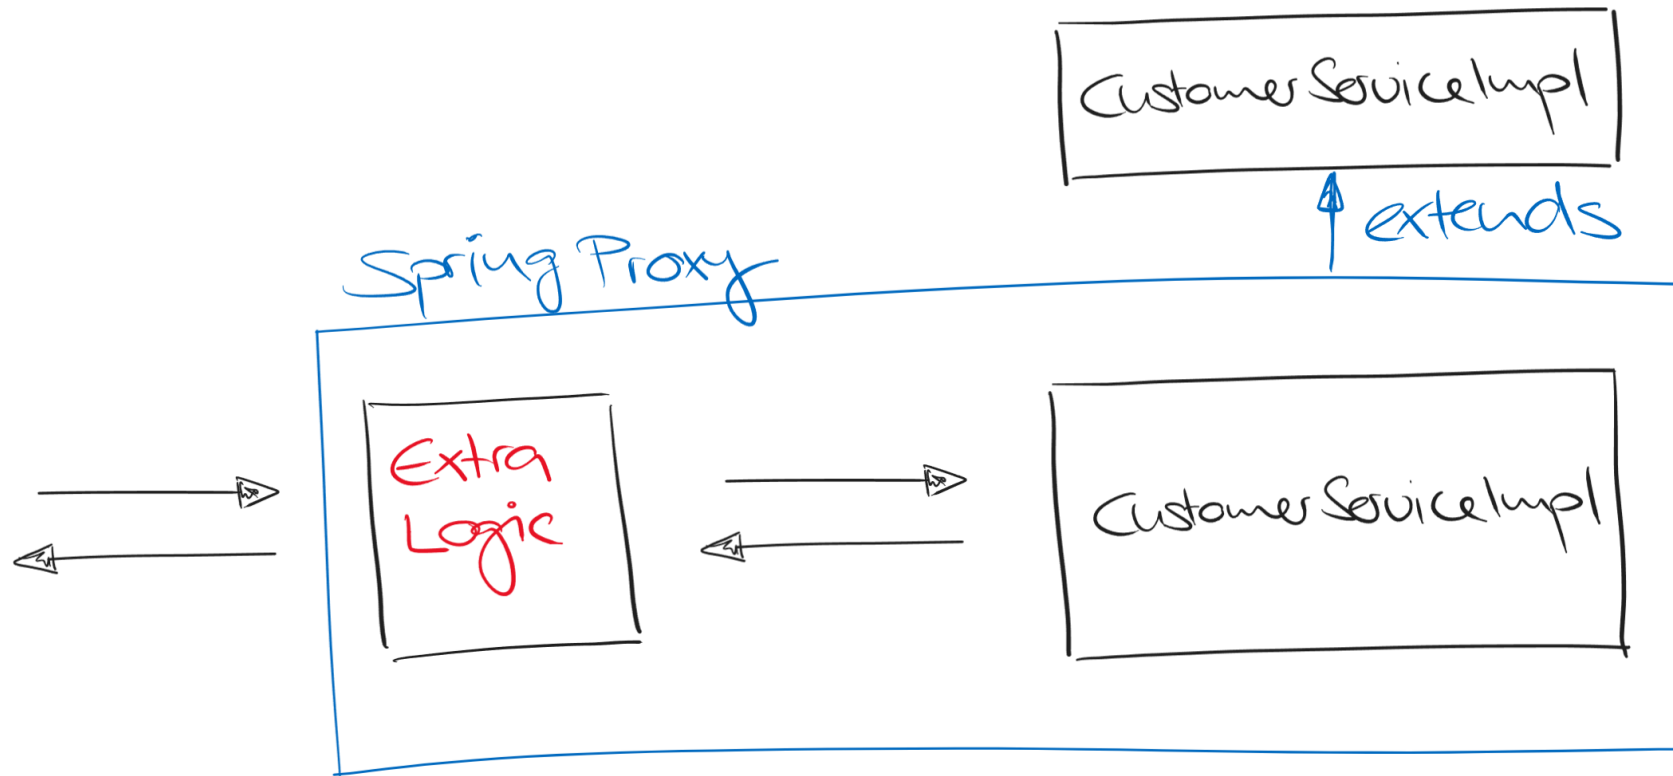 CustomerServiceImpl
extends
Spring Proxy
Extra
Logic
CustomerServiceImpl